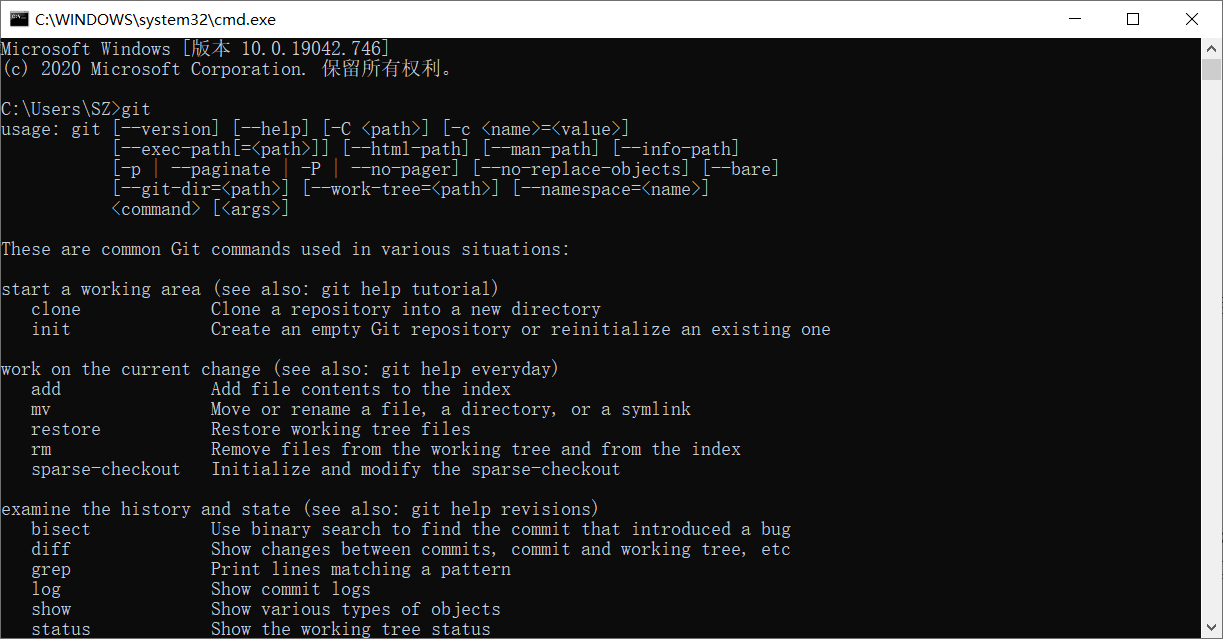 C:\WINDOWS\system32\cmd.exe
Microsoft Windows [版本 10.0.19042.746]
(c) 2020 Microsoft Corporation. 保留所有权利。
C:\Users\SZ>git
usage: git [--version] [--help] [-C <path>] [-c <name>=<value>]
           [--exec-path[=<path>]] [--html-path] [--man-path] [--info-path]
           [-p | --paginate | -P | --no-pager] [--no-replace-objects] [--bare]
           [--git-dir=<path>] [--work-tree=<path>] [--namespace=<name>]
           <command> [<args>]
These are common Git commands used in various situations:
start a working area (see also: git help tutorial)
   clone             Clone a repository into a new directory
   init              Create an empty Git repository or reinitialize an existing one
work on the current change (see also: git help everyday)
   add               Add file contents to the index
   mv                Move or rename a file, a directory, or a symlink
   restore           Restore working tree files
   rm                Remove files from the working tree and from the index
   sparse-checkout   Initialize and modify the sparse-checkout
examine the history and state (see also: git help revisions)
   bisect            Use binary search to find the commit that introduced a bug
   diff              Show changes between commits, commit and working tree, etc
   grep              Print lines matching a pattern
   log               Show commit logs
   show              Show various types of objects
   status            Show the working tree status